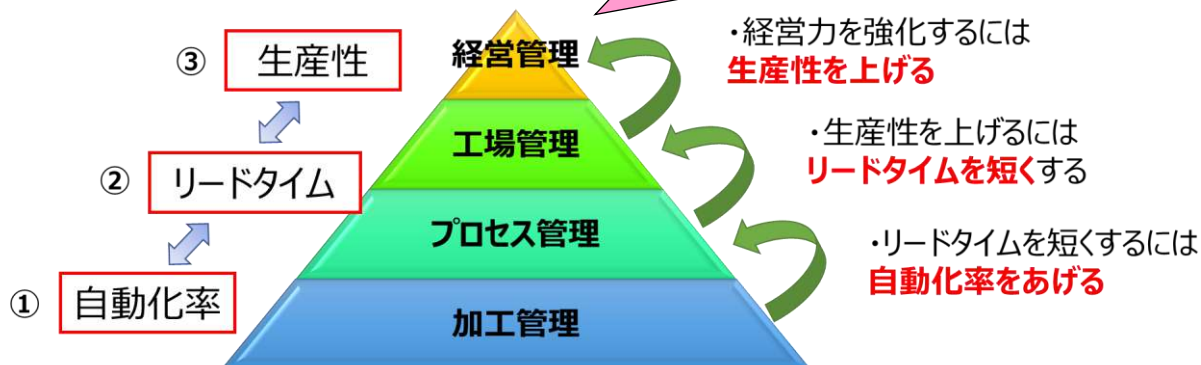 ③ 生産性
② リードタイム
① 自動化率
経営管理
工場管理
プロセス管理
加工管理
・経営力を強化するには
生産性を上げる
・生産性を上げるには
リードタイムを短くする
・リードタイムを短くするには
自動化率をあげる